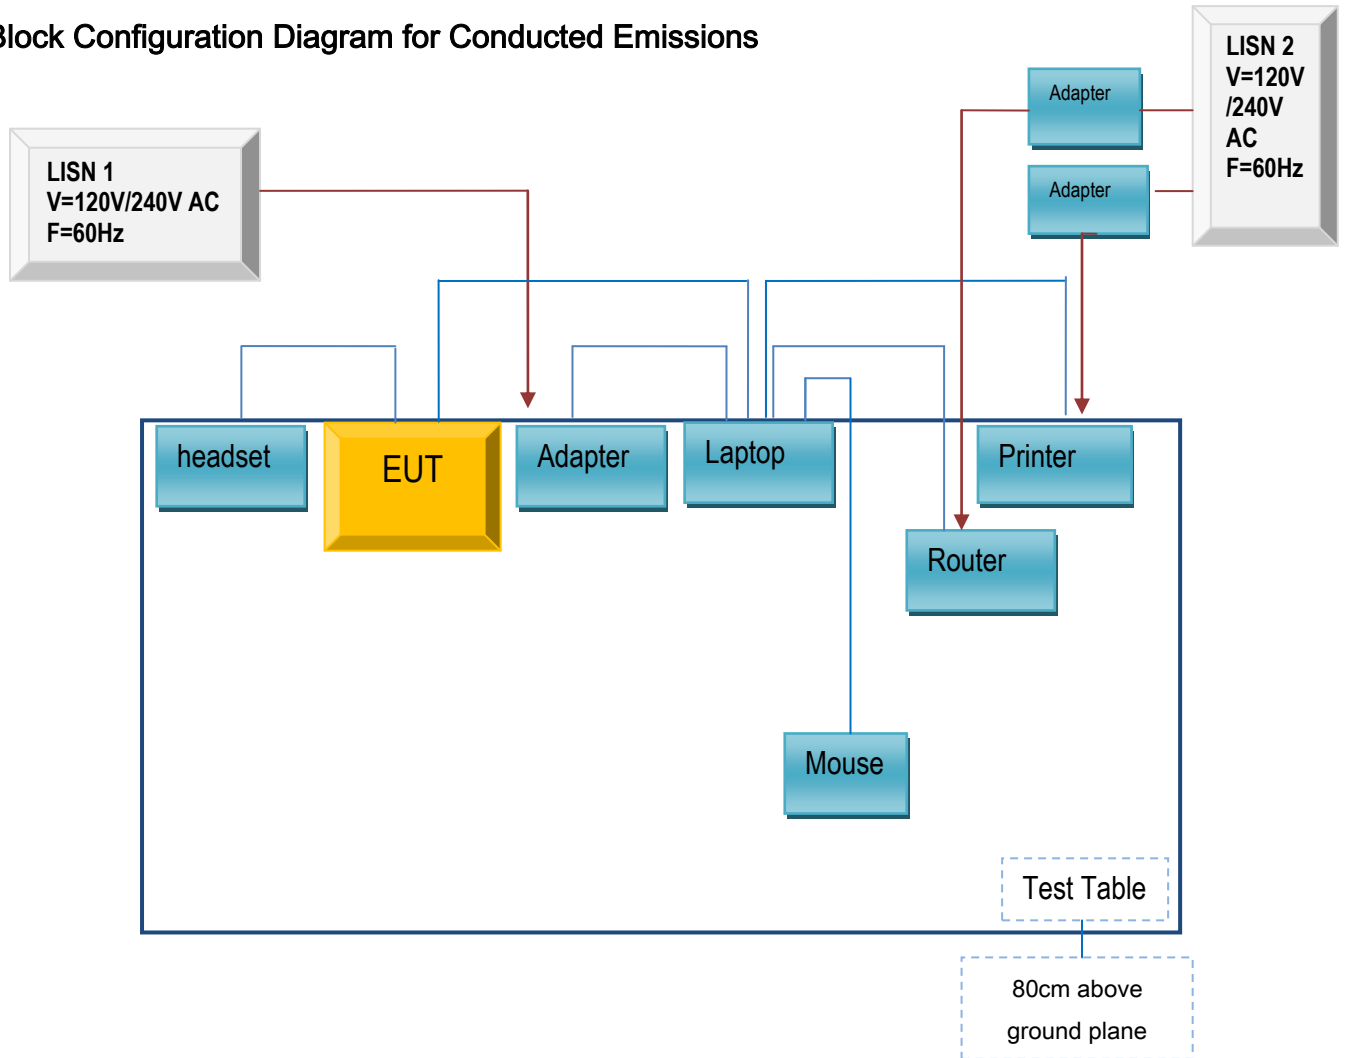 Block Configuration Diagram for Conducted Emissions
LISN 2
V=120V
/240V
AC
F=60Hz
Adapter
Adapter
LISN 1
V=120V/240V AC
F=60Hz
headset
EUT
Adapter
Laptop
Printer
Router
Mouse
Test Table
80cm above
ground plane